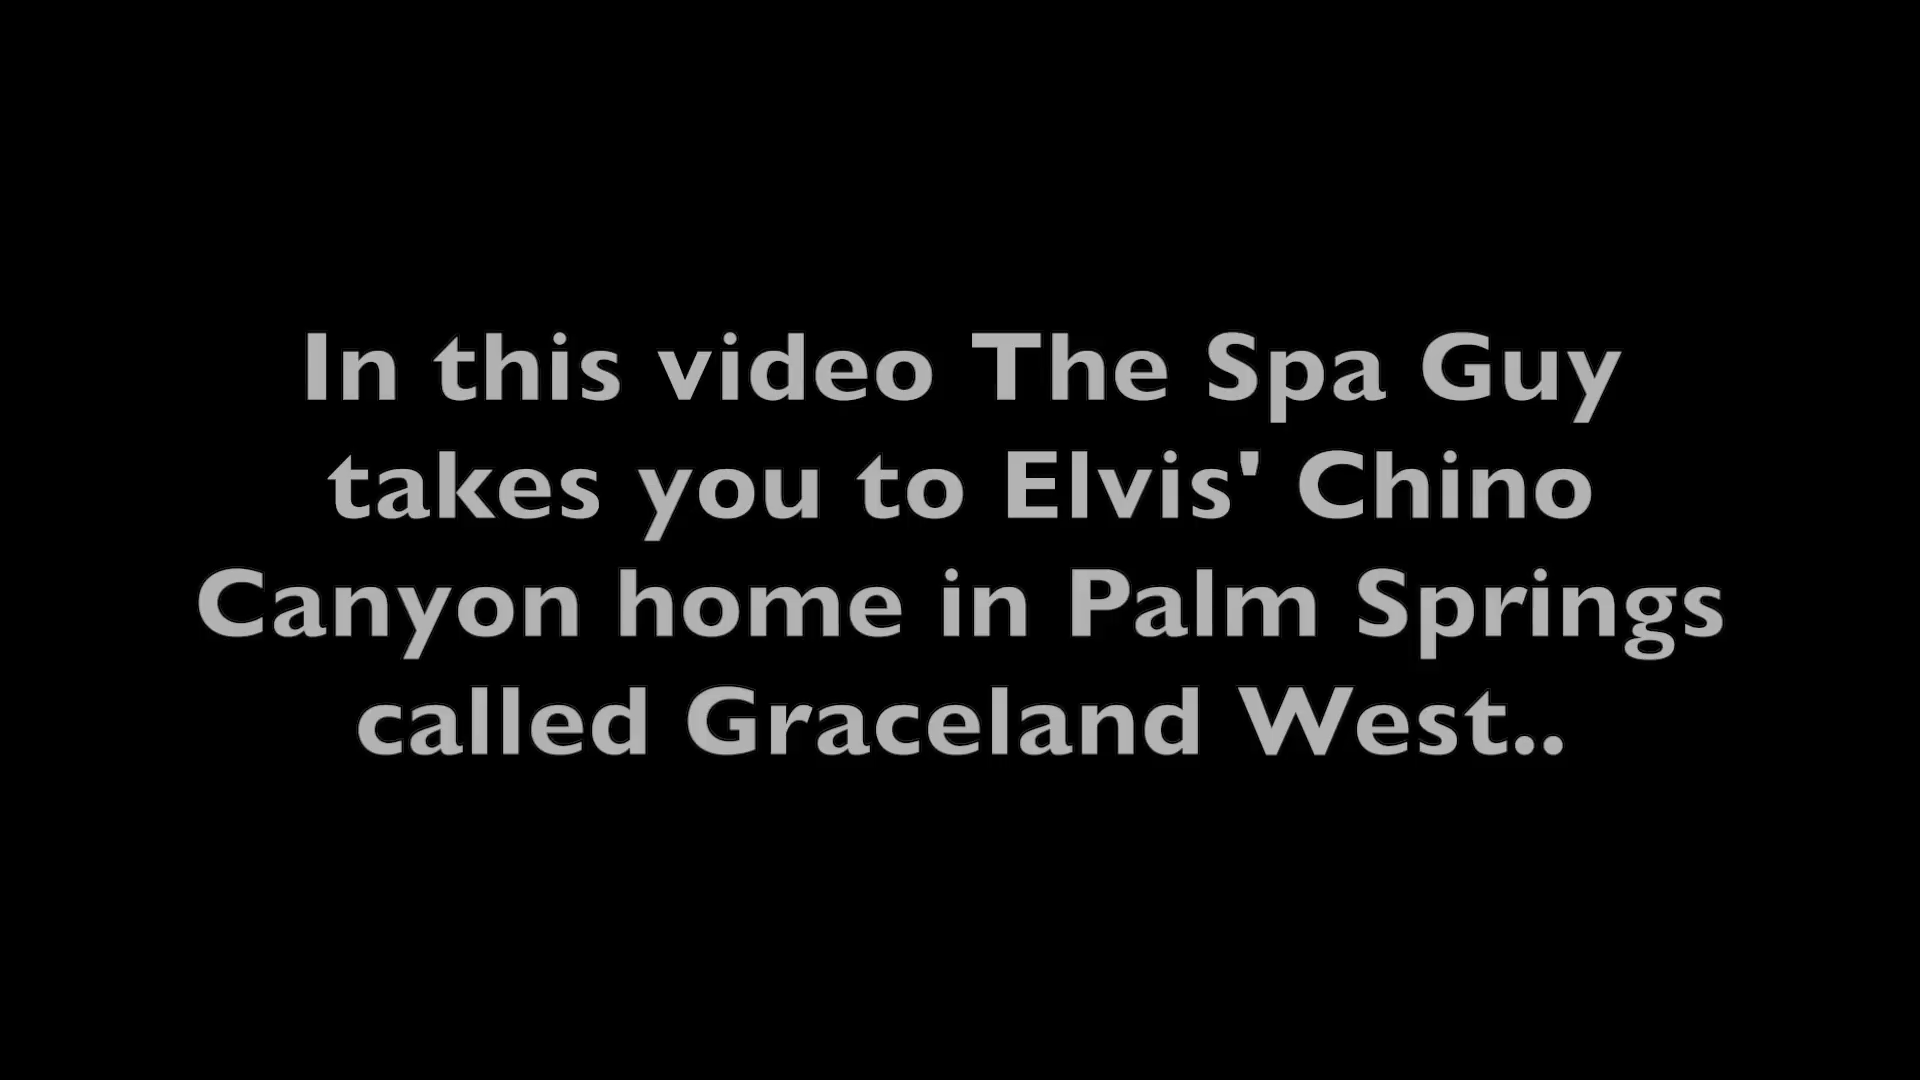 In this video The Spa Guy
takes you to Elvis' Chino
Canyon home in Palm Springs
called Graceland West..